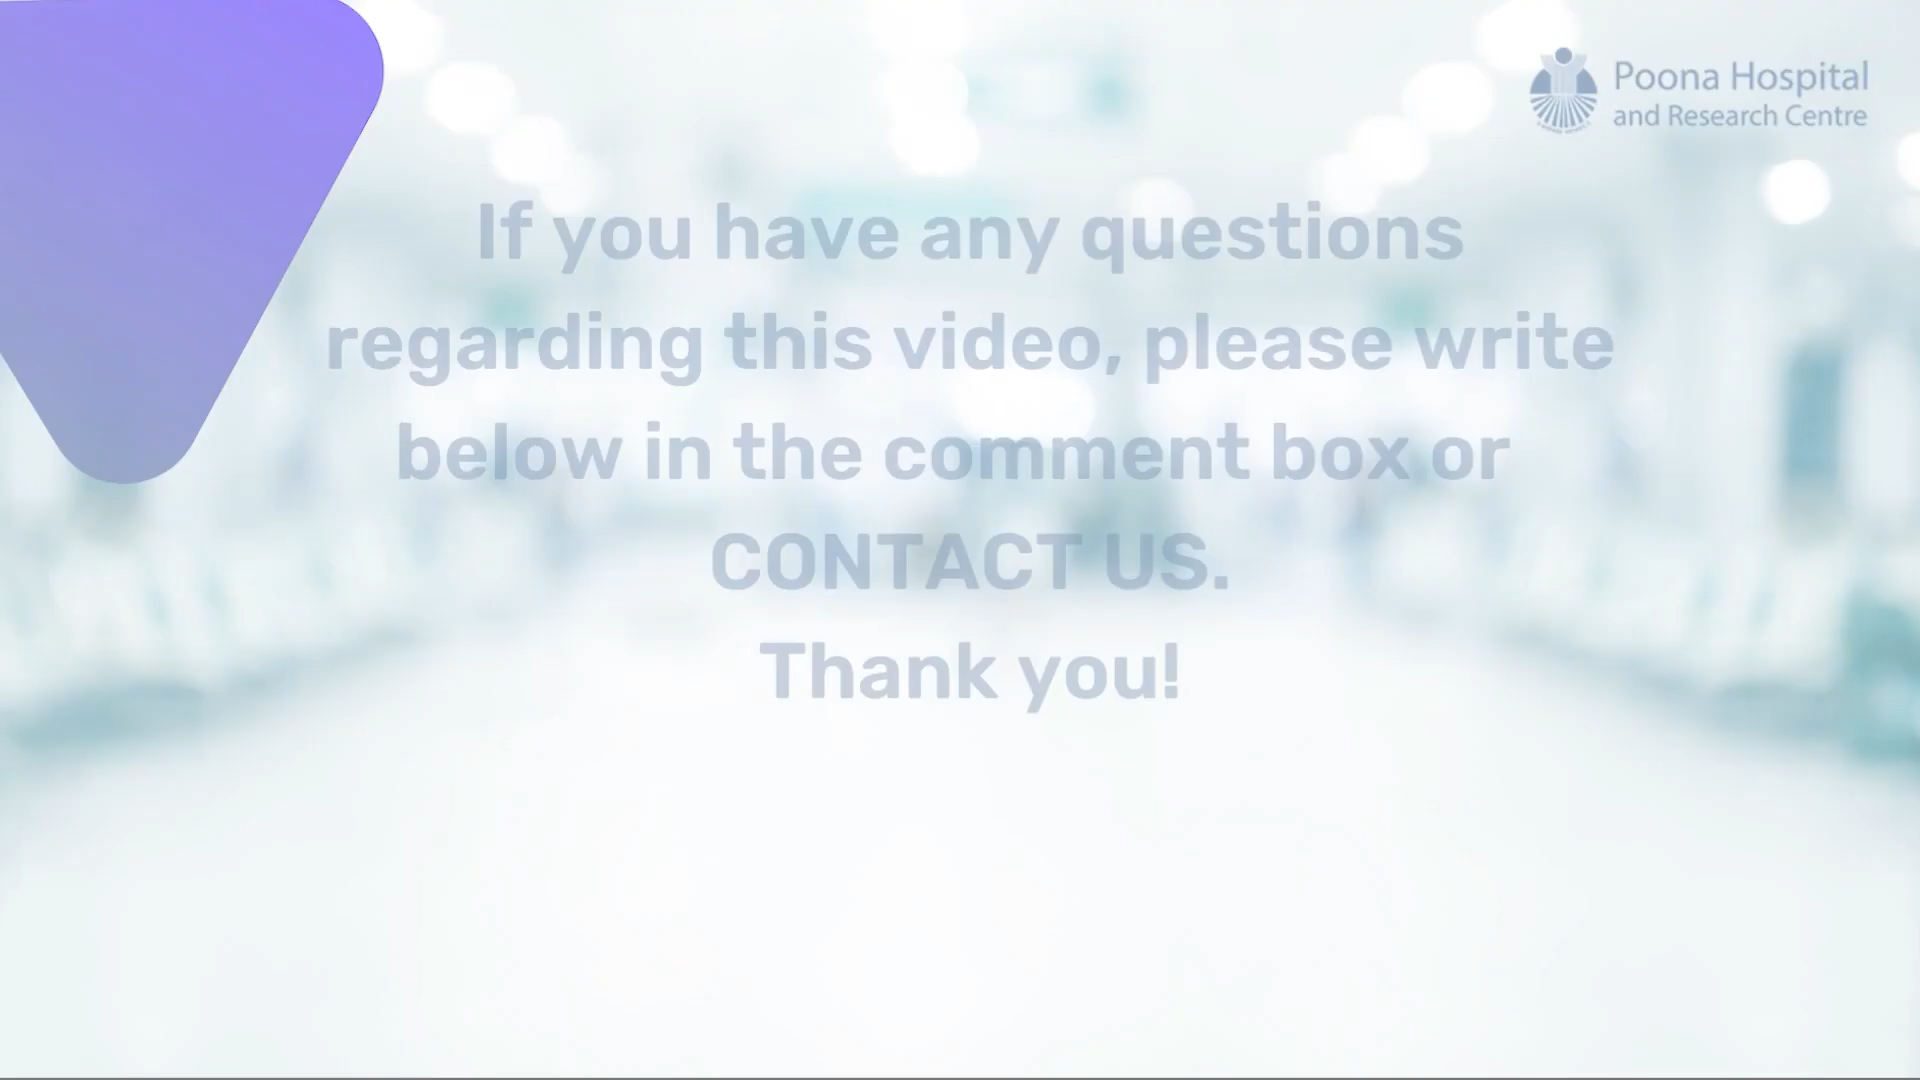 Poona Hospital
and Research Centre
If you have any questions
regarding this video, please write
below in the comment box or
CONTACT US.
Thank you!